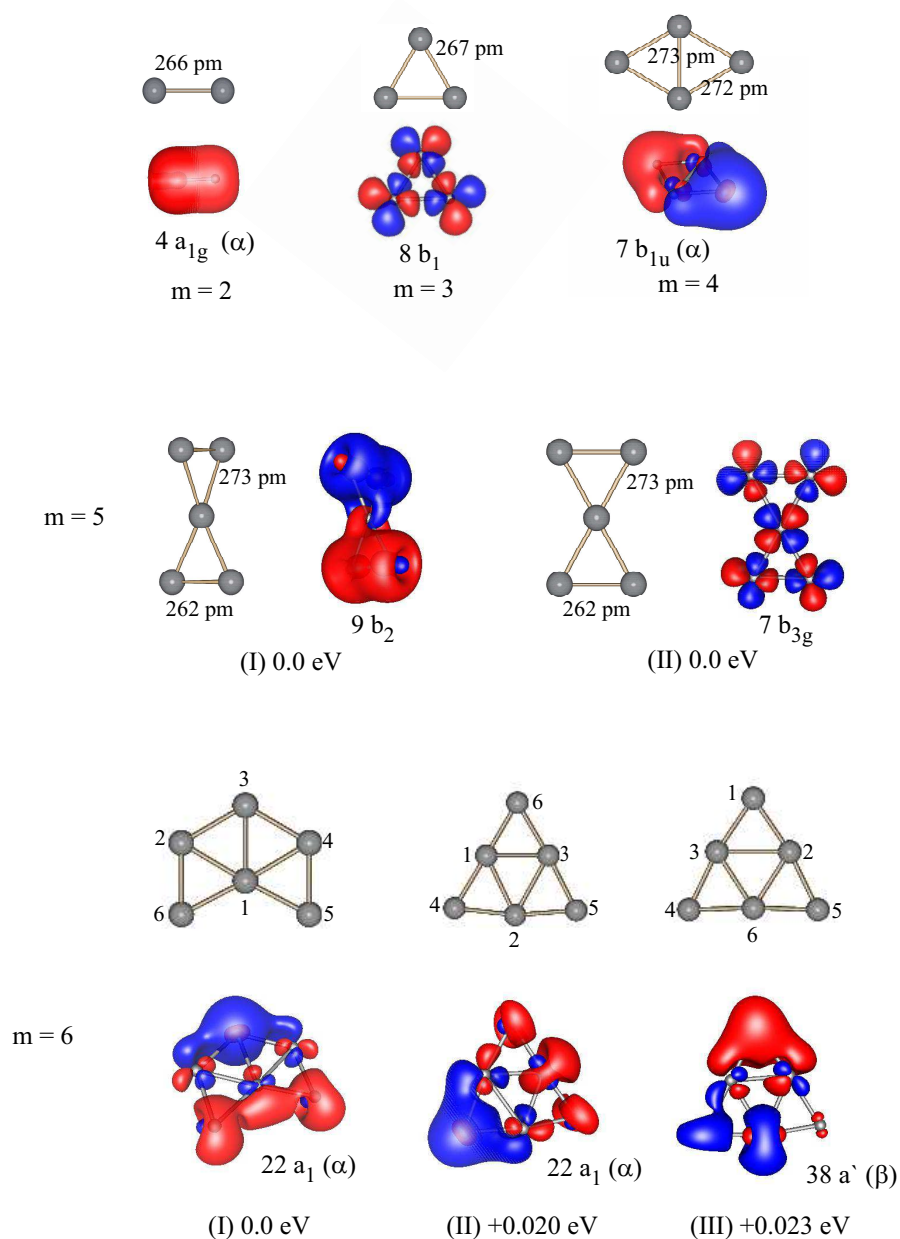 266 pm
267 pm
273 pm
272 pm
4 a1g (α)
8 b1
7 b1u (α)
m = 2
m = 3
m = 4
m = 5
273 pm
262 pm
9 b2
(I) 0.0 eV
273 pm
262 pm
7 b3g
(II) 0.0 eV
3
2
4
6
1
5
6
1
3
4
5
2
1
3
2
4
5
6
m = 6
22 a1 (α)
22 a1 (α)
38 a` (β)
(I) 0.0 eV
(II) +0.020 eV
(III) +0.023 eV